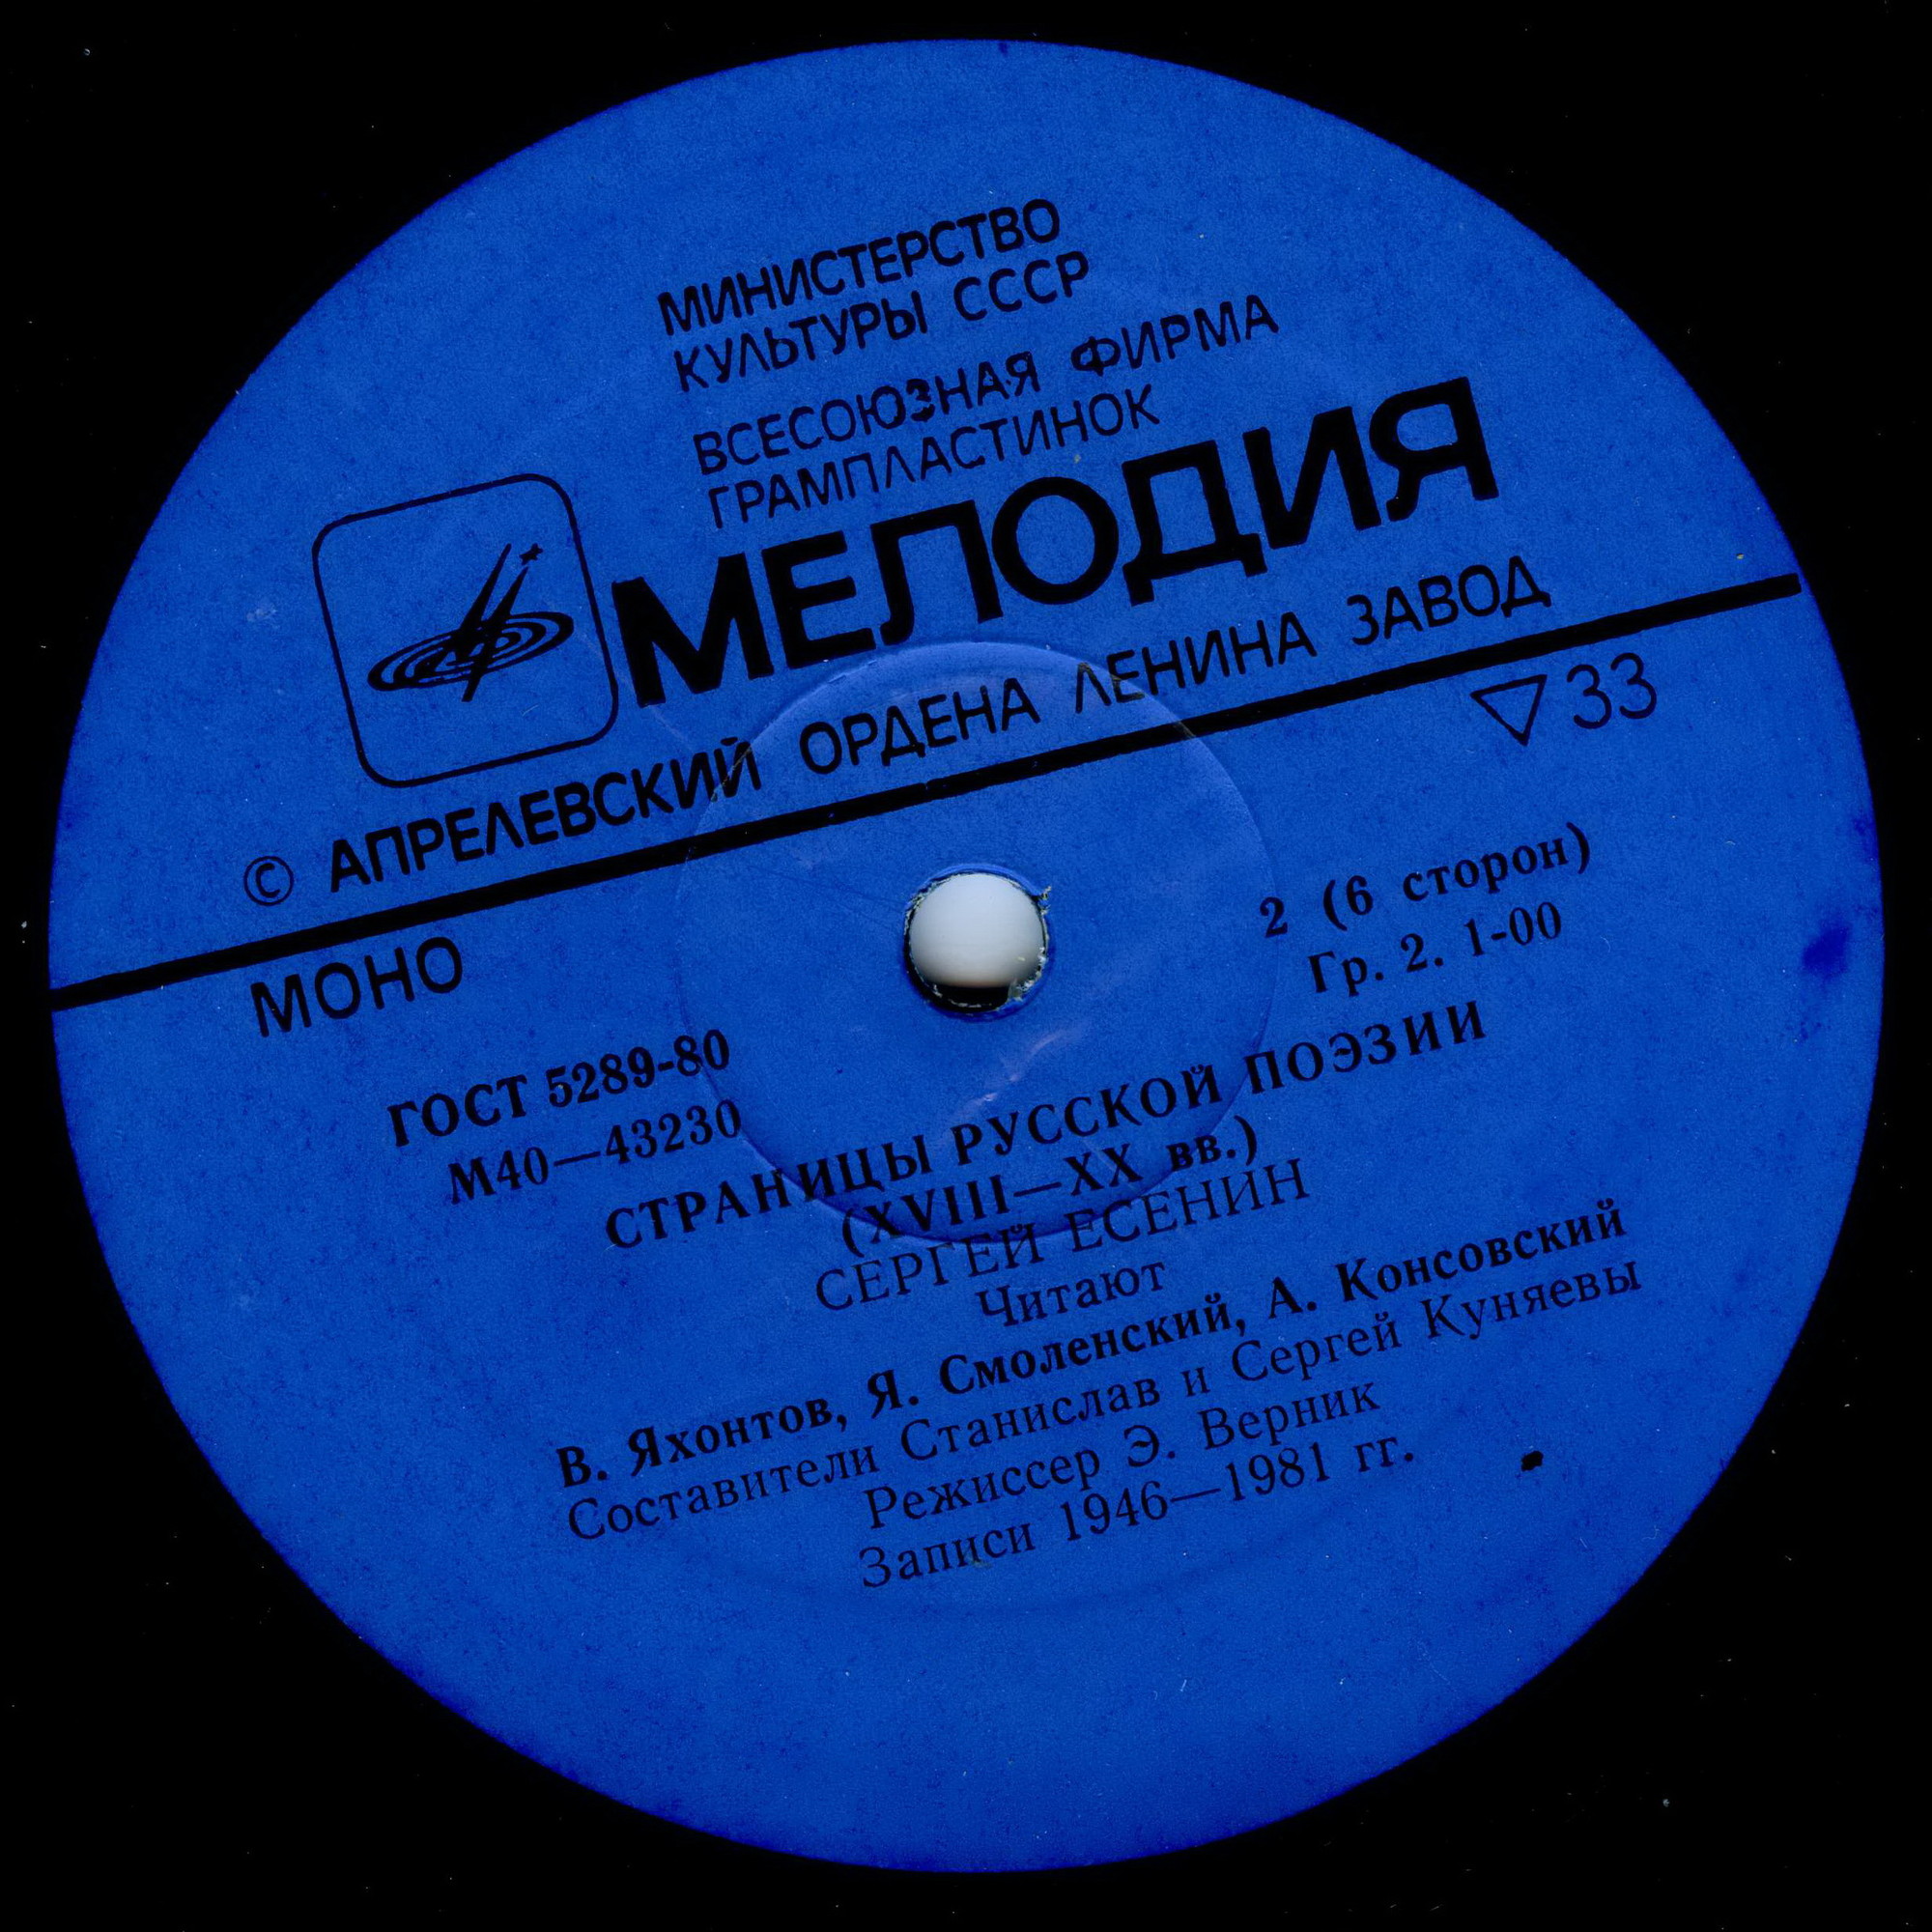 МИНИСТЕРСТВО
КУЛЬТУРЫ СССР
ВСЕСОЮЗНАЯ ФИРМА
ГРАМПЛАСТИНОК
МЕЛОДИЯ
© АПРЕЛЕВСКИЙ ОРДЕНА ЛЕНИНА ЗАВОД
▽ 33
МОНО
2 (6 сторон)
Гр. 2. 1-00
ГОСТ 5289-80
М40—43230
СТРАНИЦЫ РУССКОЙ ПОЭЗИИ
(XVIII—XX вв.)
СЕРГЕЙ ЕСЕНИН
Читают
В. Яхонтов, Я. Смоленский, А. Консовский
Составители Станислав и Сергей Куняевы
Режиссер Э. Верник
Записи 1946—1981 гг.